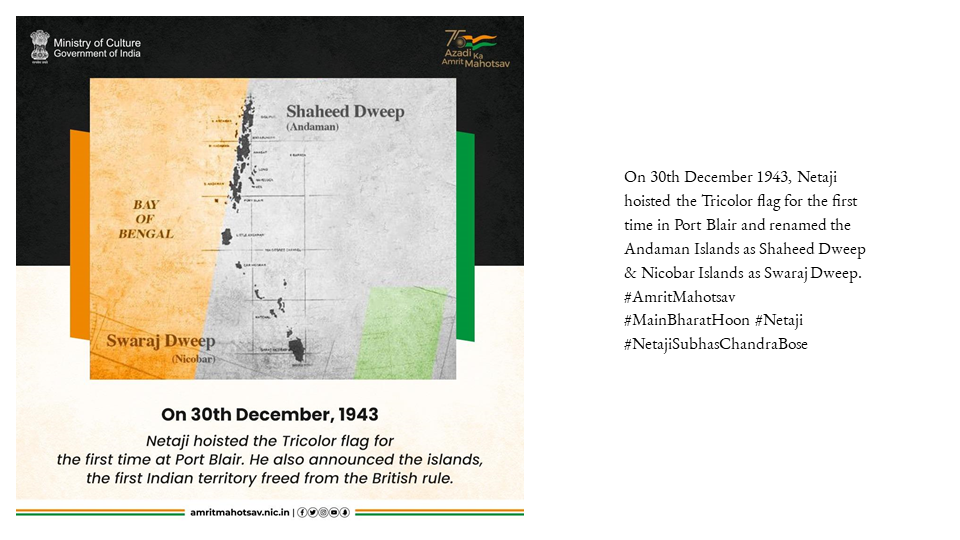 Ministry of Culture
Government of India
75
Azadi Ka
Amrit Mahotsav
Shaheed Dweep
(Andaman)
BAY
OF
BENGAL
Swaraj Dweep
(Nicobar)
On 30th December, 1943
Netaji hoisted the Tricolor flag for
the first time at Port Blair. He also announced the islands,
the first Indian territory freed from the British rule.
amritmahotsav.nic.in |
On 30th December 1943, Netaji
hoisted the Tricolor flag for the first
time in Port Blair and renamed the
Andaman Islands as Shaheed Dweep
& Nicobar Islands as Swaraj Dweep.
#AmritMahotsav
#MainBharatHoon #Netaji
#NetajiSubhasChandraBose